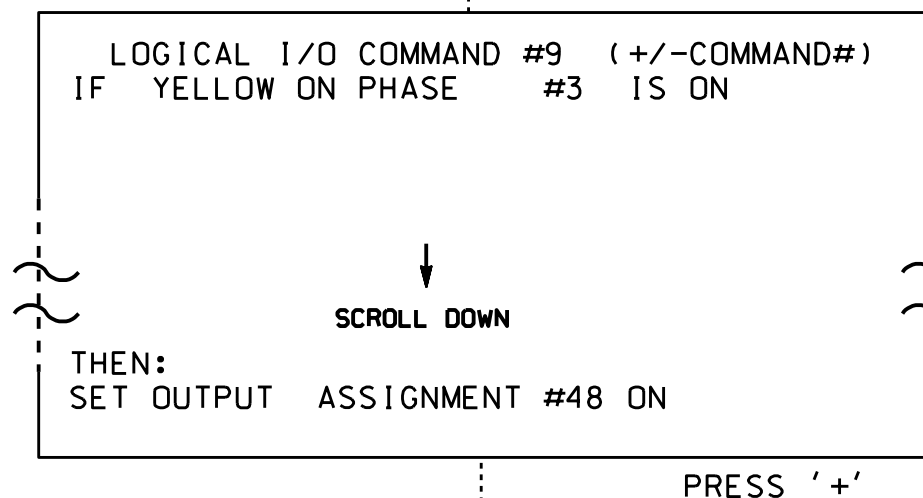 LOGICAL I/O COMMAND #9 (+/-COMMAND#)
IF YELLOW ON PHASE #3 IS ON
SCROLL DOWN
THEN:
SET OUTPUT ASSIGNMENT #48 ON
PRESS '+'